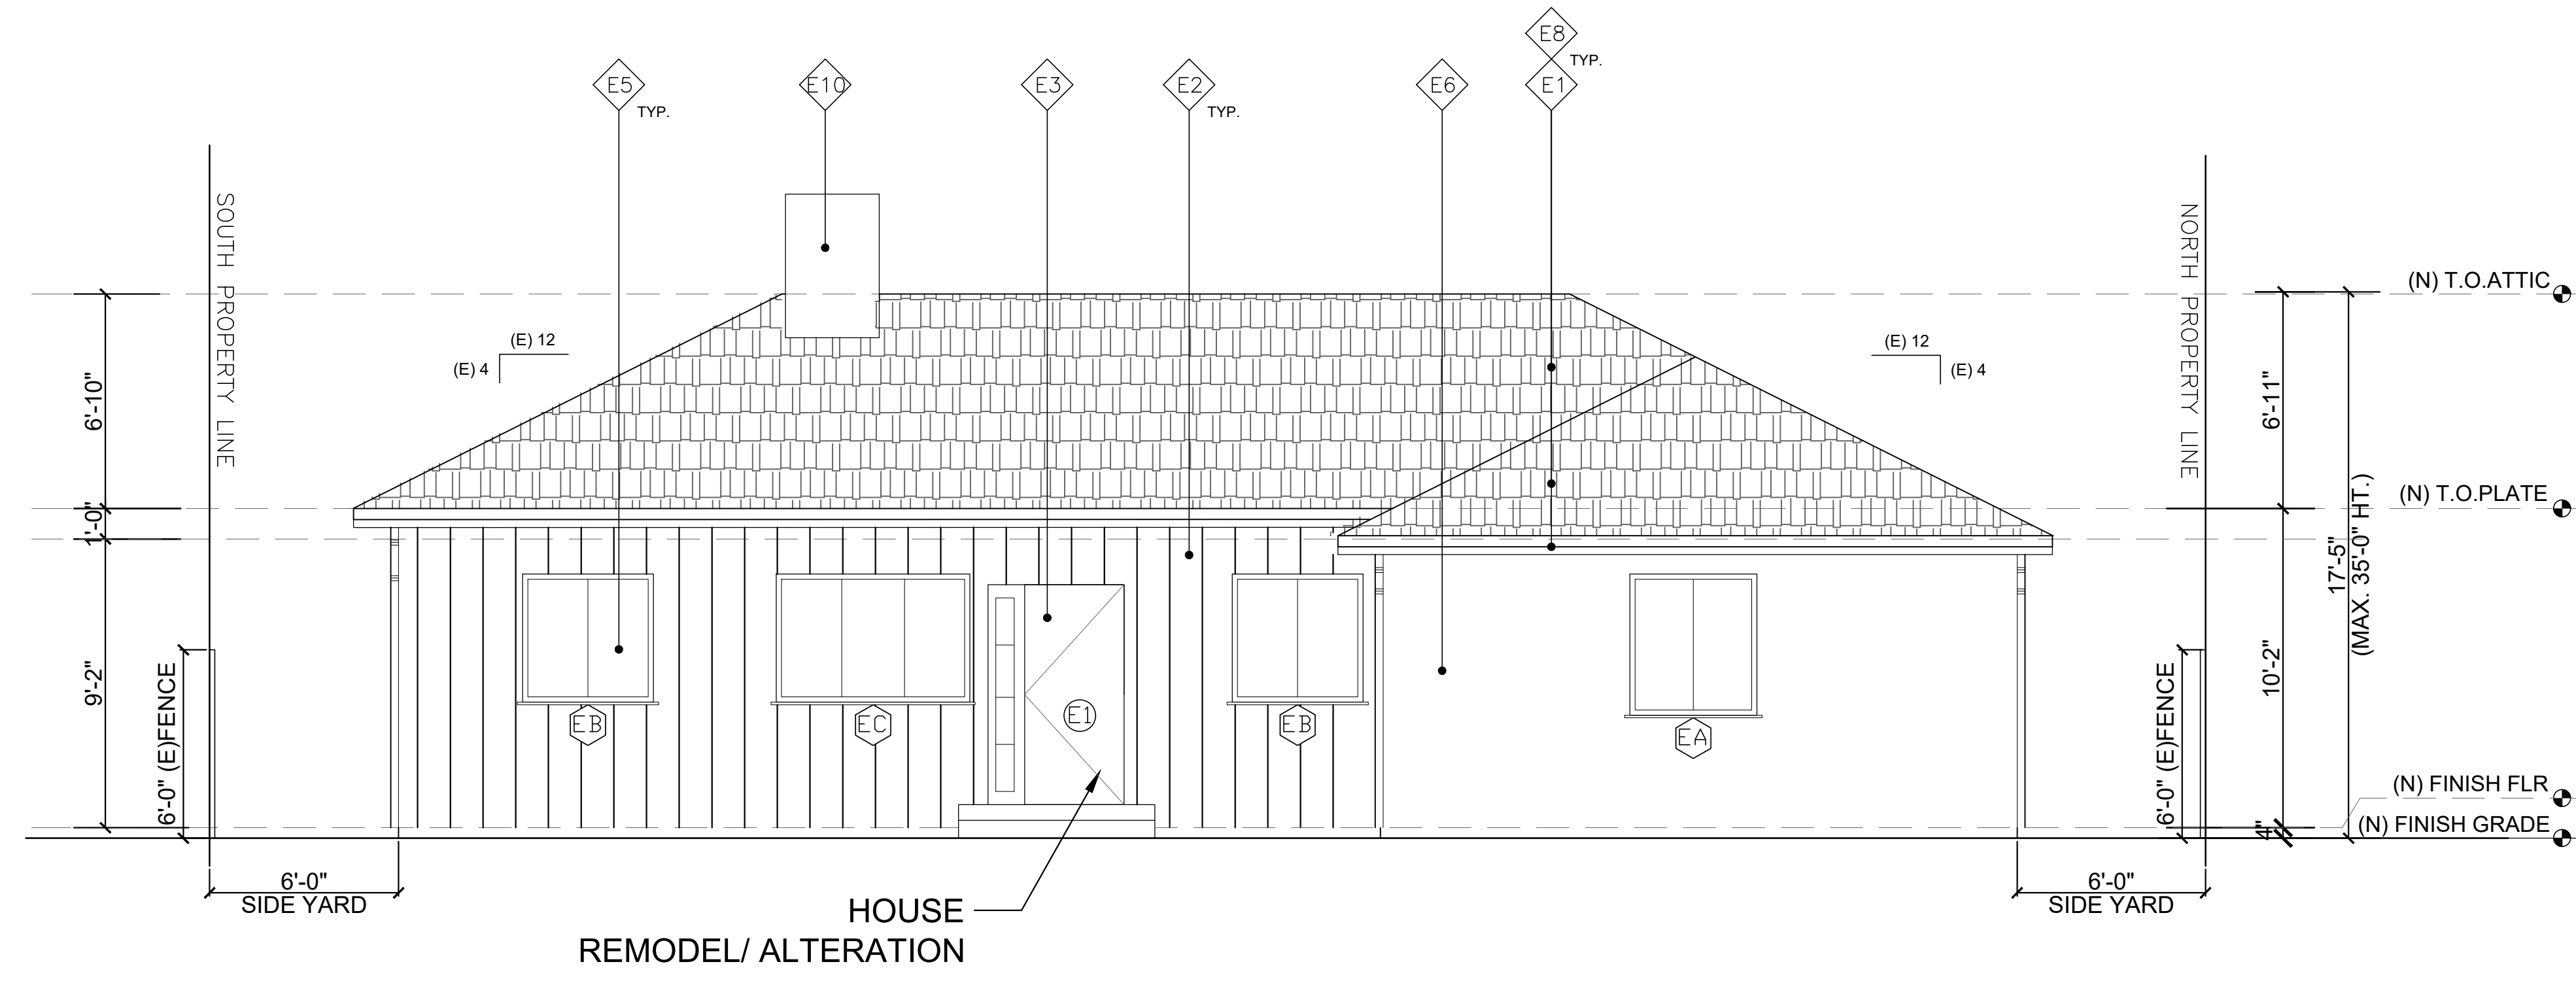 E8
TYP.
E5
TYP.
E10
E3
E2
TYP.
E6
E1
SOUTH PROPERTY LINE
NORTH PROPERTY LINE
(N) T.O.ATTIC
(E) 12
(E) 4
(E) 12
(E) 4
6'-10"
6'-11"
1'-0"
(N) T.O.PLATE
17'-5"
(MAX. 35'-0" HT.)
9'-2"
10'-2"
6'-0" (E)FENCE
6'-0" (E)FENCE
EB
EC
E1
EB
EA
(N) FINISH FLR
4"
(N) FINISH GRADE
6'-0"
SIDE YARD
6'-0"
SIDE YARD
HOUSE
REMODEL/ ALTERATION